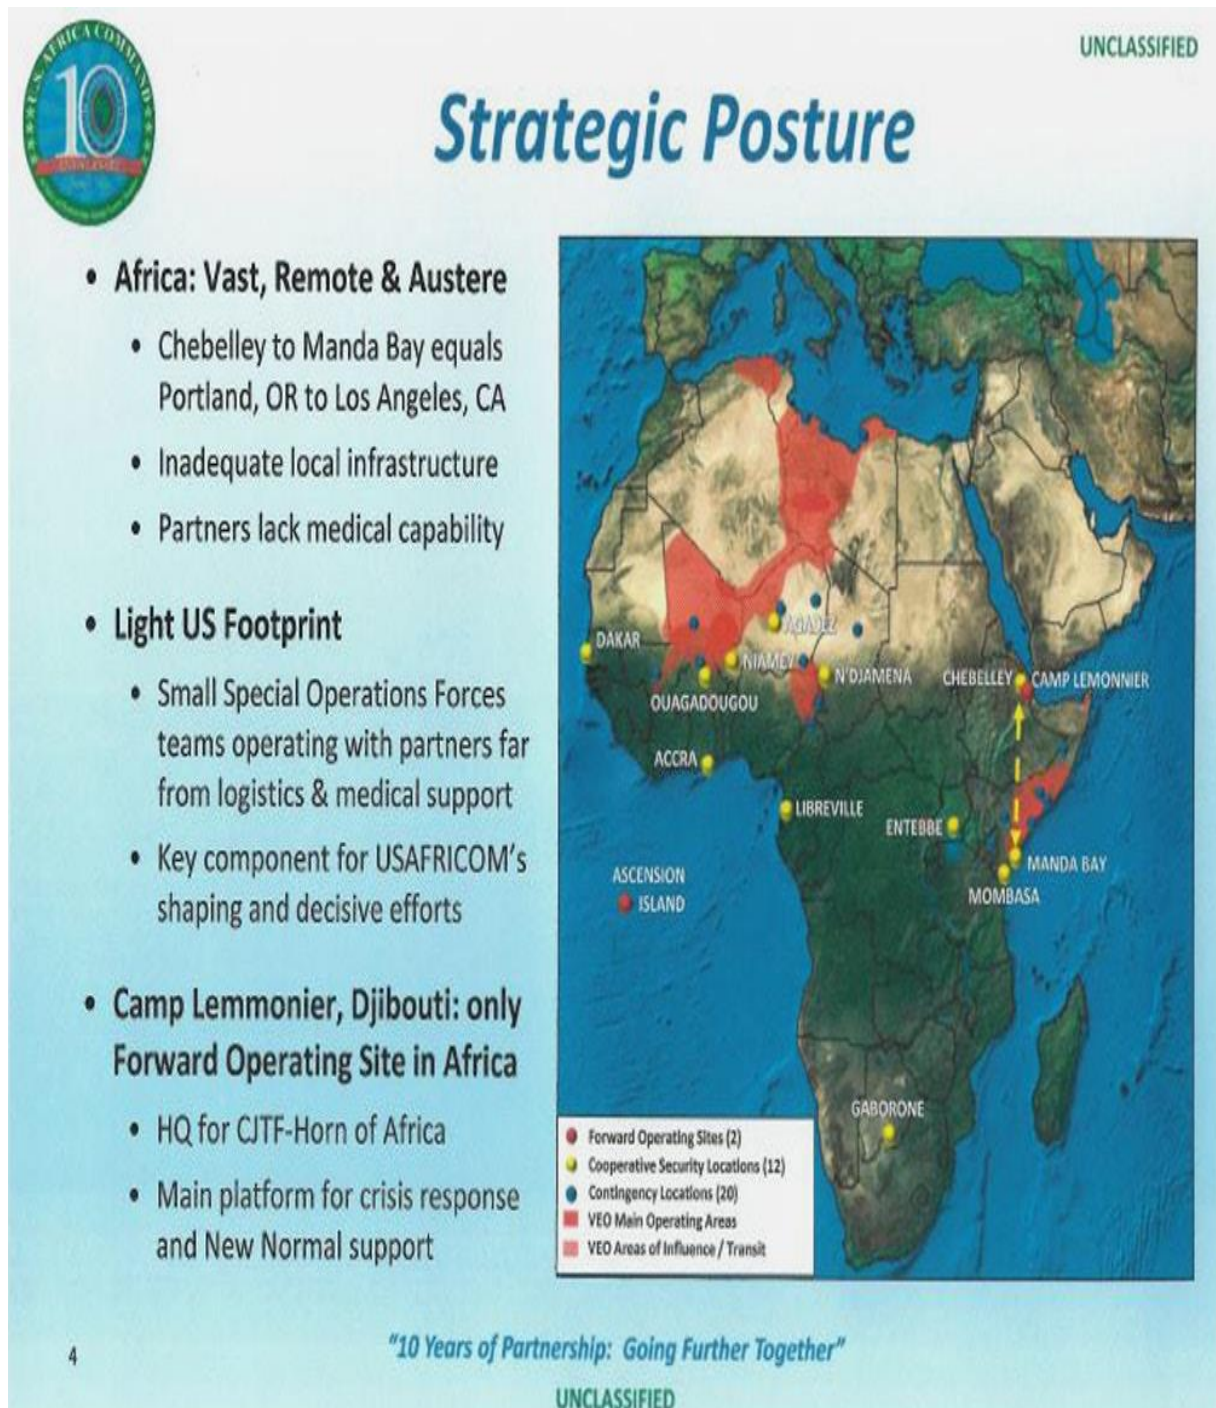 U.S. AFRICA COMMAND
10
UNCLASSIFIED
Strategic Posture
• Africa: Vast, Remote & Austere
• Chebelley to Manda Bay equals
Portland, OR to Los Angeles, CA
• Inadequate local infrastructure
• Partners lack medical capability
• Light US Footprint
• Small Special Operations Forces
teams operating with partners far
from logistics & medical support
• Key component for USAFRICOM's
shaping and decisive efforts
• Camp Lemmonier, Djibouti: only
Forward Operating Site in Africa
• HQ for CJTF-Horn of Africa
• Main platform for crisis response
and New Normal support
DAKAR
AGADEZ
NIAMEY
N'DJAMENA
OUAGADOUGOU
CHEBELLEY
CAMP LEMONNIER
ACCRA
LIBREVILLE
ENTEBBE
MANDA BAY
MOMBASA
ASCENSION
ISLAND
GABORONE
Forward Operating Sites (2)
Cooperative Security Locations (12)
Contingency Locations (20)
VEO Main Operating Areas
VEO Areas of Influence / Transit
4
"10 Years of Partnership: Going Further Together"
UNCLASSIFIED